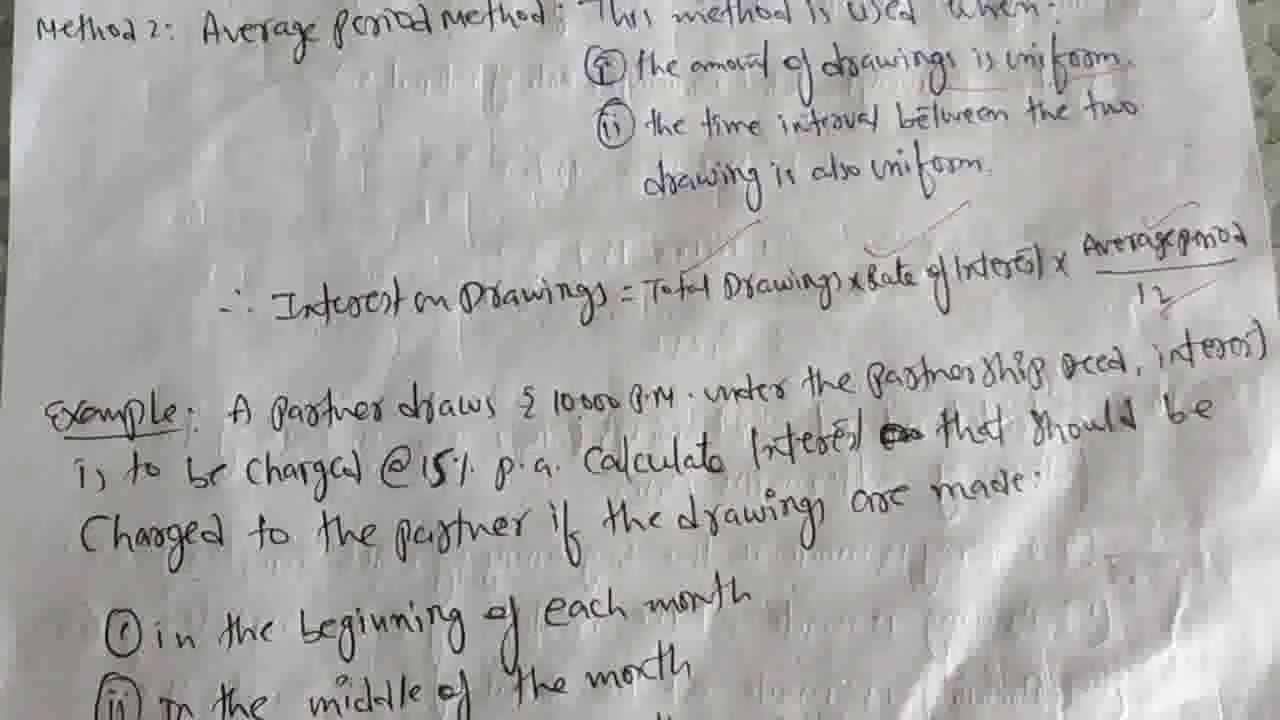 Method 2: Average period Method: This method is used when:
(i) the amount of drawings is uniform.
(ii) the time interval between the two
drawing is also uniform.
∴ Interest on Drawings = Total Drawings x Rate of Interest x Average period / 12
Example: A partner draws ₹ 10000 P.M. under the partnership deed, interest
is to be charged @ 15% p.a. Calculate Interest that should be
Charged to the partner if the drawings are made:
(i) in the beginning of each month
(ii) in the middle of the month